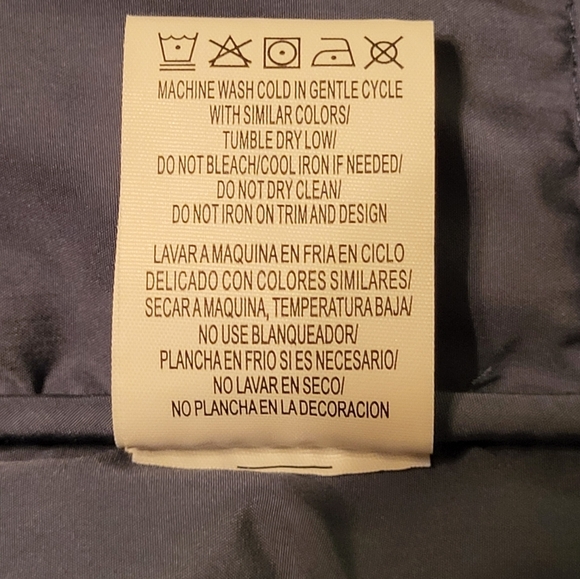 MACHINE WASH COLD IN GENTLE CYCLE
WITH SIMILAR COLORS/
TUMBLE DRY LOW/
DO NOT BLEACH/COOL IRON IF NEEDED/
DO NOT DRY CLEAN/
DO NOT IRON ON TRIM AND DESIGN
LAVAR A MAQUINA EN FRIA EN CICLO
DELICADO CON COLORES SIMILARES/
SECAR A MAQUINA, TEMPERATURA BAJA/
NO USE BLANQUEADOR/
PLANCHA EN FRIO SI ES NECESARIO/
NO LAVAR EN SECO/
NO PLANCHA EN LA DECORACION